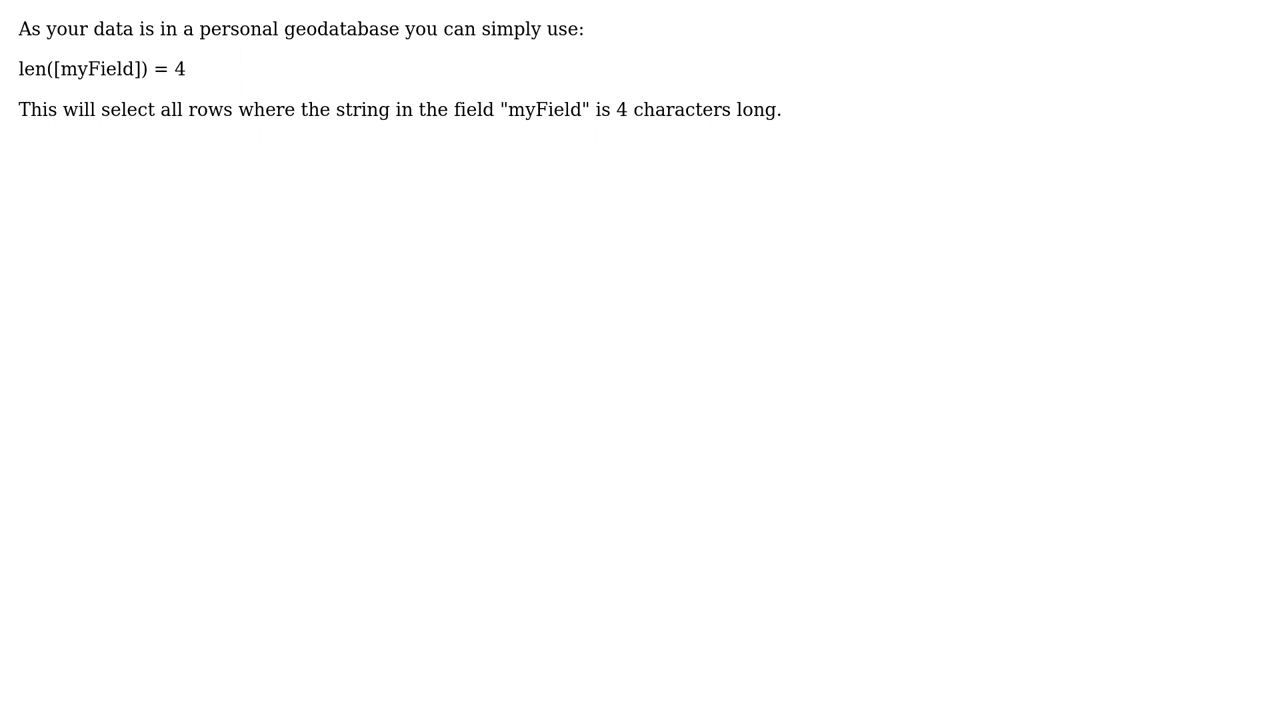 As your data is in a personal geodatabase you can simply use:
len([myField]) = 4
This will select all rows where the string in the field "myField" is 4 characters long.